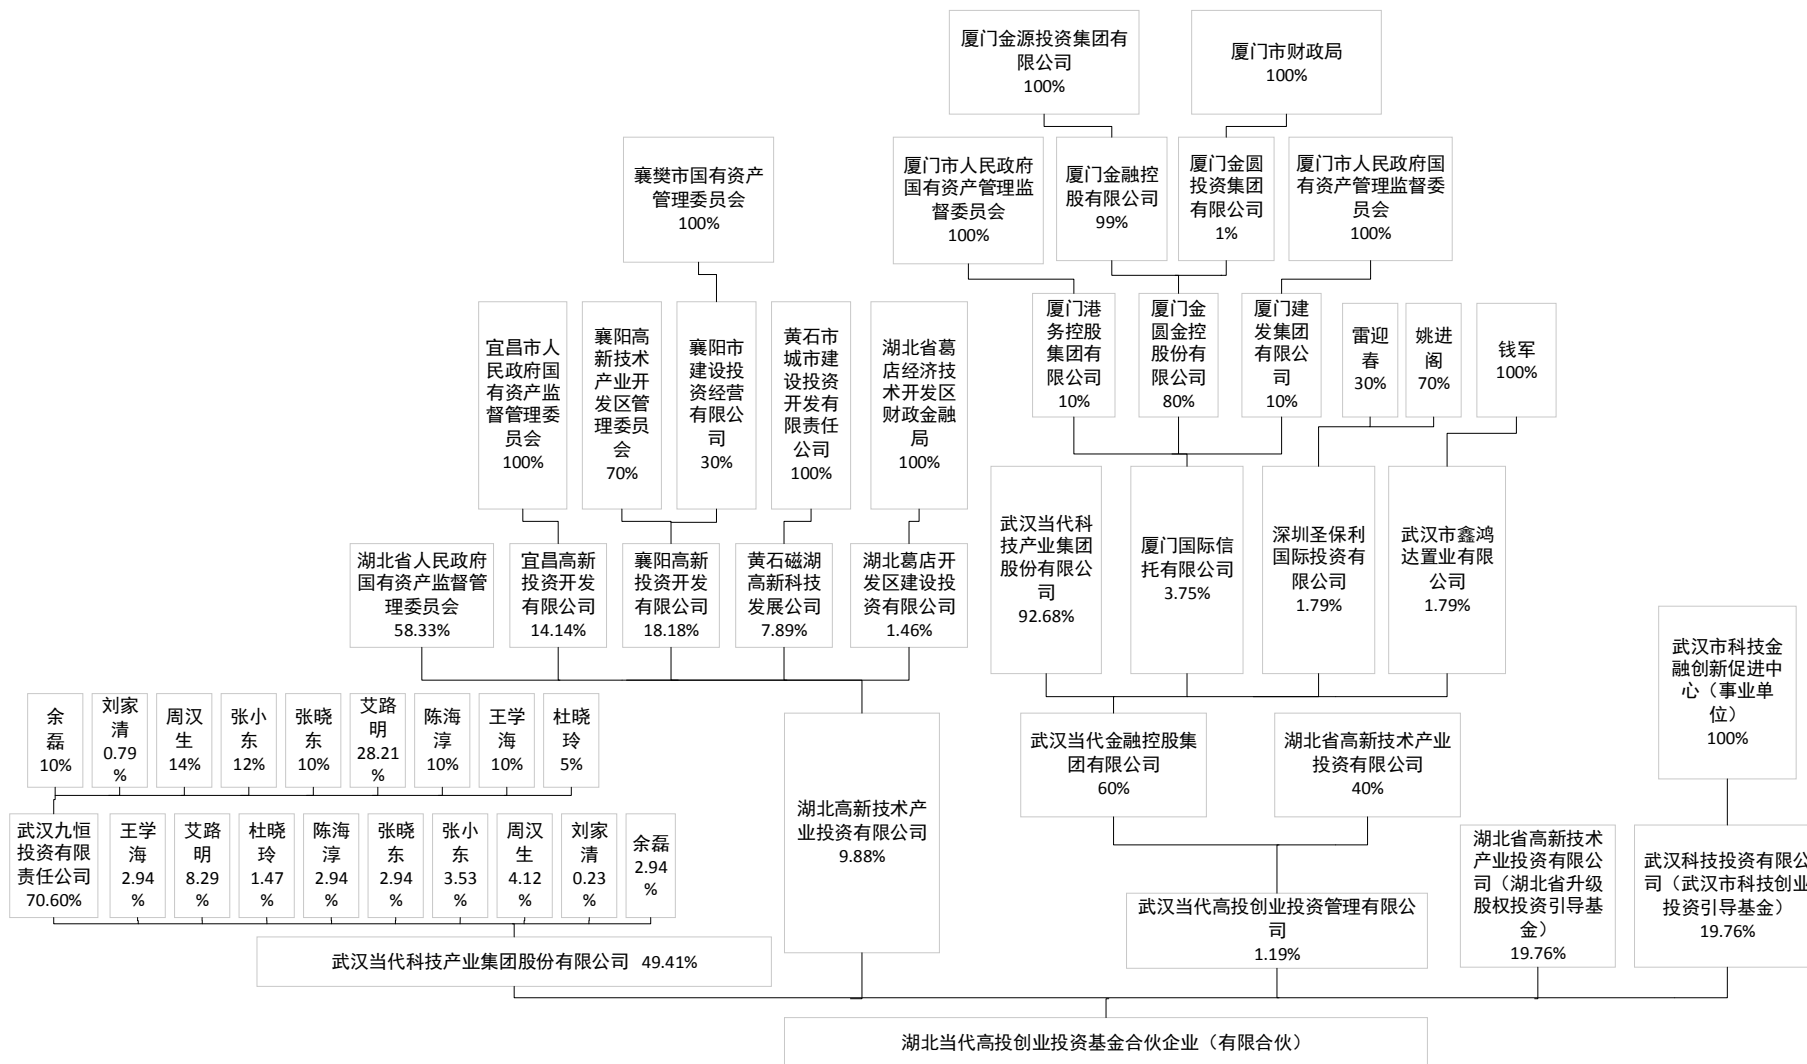 厦门金源投资集团有
限公司
100%
厦门市财政局
100%
襄樊市国有资产
管理委员会
100%
厦门市人民政府
国有资产管理监
督委员会
100%
厦门金融控
股有限公司
99%
厦门金圆
投资集团
有限公司
1%
厦门市人民政府国
有资产管理监督委
员会
100%
宜昌市人
民政府国
有资产监
督管理委
员会
100%
襄阳高
新技术
产业开
发区管
理委员
会
70%
襄阳市
建设投
资经营
有限公
司
30%
黄石市
城市建
设投资
开发有
限责任
公司
100%
湖北省葛
店经济技
术开发区
财政金融
局
100%
厦门港
务控股
集团有
限公司
10%
厦门金
圆金控
股份有
限公司
80%
厦门建
发集团
有限公
司
10%
雷迎
春
30%
姚进
阁
70%
钱军
100%
湖北省人民政府
国有资产监督管
理委员会
58.33%
宜昌高新
投资开发
有限公司
14.14%
襄阳高新
投资开发
有限公司
18.18%
黄石磁湖
高新科技
发展公司
7.89%
湖北葛店开
发区建设投
资有限公司
1.46%
武汉当代科
技产业集团
股份有限公
司
92.68%
厦门国际信
托有限公司
3.75%
深圳圣保利
国际投资有
限公司
1.79%
武汉市鑫鸿
达置业有限
公司
1.79%
武汉市科技金
融创新促进中
心（事业单
位）
100%
余
磊
10%
刘家
清
0.79
%
周汉
生
14%
张小
东
12%
张晓
东
10%
艾路
明
28.21
%
陈海
淳
10%
王学
海
10%
杜晓
玲
5%
湖北高新技术产
业投资有限公司
9.88%
武汉当代金融控股集
团有限公司
60%
湖北省高新技术产业
投资有限公司
40%
武汉九恒
投资有限
责任公司
70.60%
王学
海
2.94
%
艾路
明
8.29
%
杜晓
玲
1.47
%
陈海
淳
2.94
%
张晓
东
2.94
%
张小
东
3.53
%
周汉
生
4.12
%
刘家
清
0.23
%
余磊
2.94
%
武汉当代高投创业投资管理有限公
司
1.19%
湖北省高新技术
产业投资有限公
司（湖北省升级
股权投资引导基
金）
19.76%
武汉科技投资有限公
司（武汉市科技创业
投资引导基金）
19.76%
武汉当代科技产业集团股份有限公司 49.41%
湖北当代高投创业投资基金合伙企业（有限合伙）